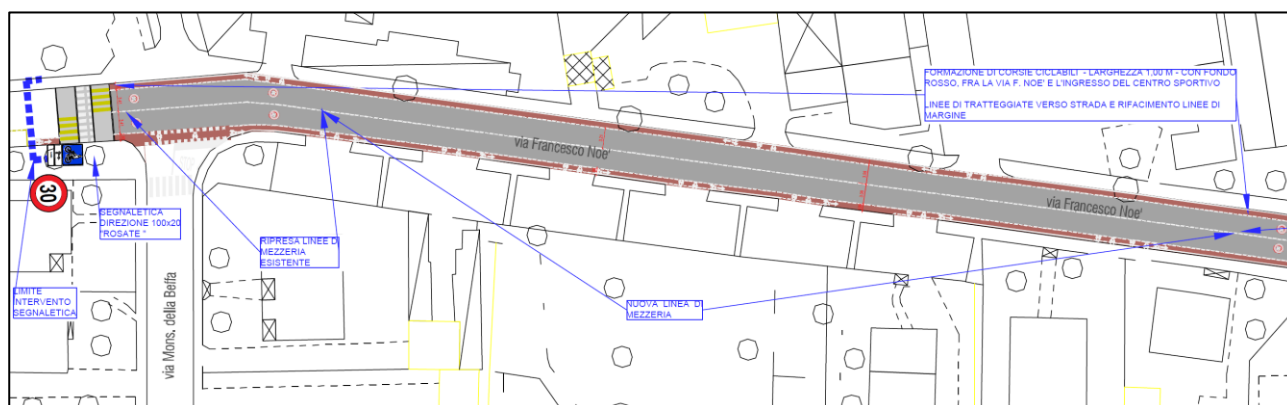 FORMAZIONE DI CORSIE CICLABILI - LARGHEZZA 1,00 M - CON FONDO
ROSSO, FRA LA VIA F. NOE' E L'INGRESSO DEL CENTRO SPORTIVO
LINEE DI TRATTEGGIATE VERSO STRADA E RIFACIMENTO LINEE DI
MARGINE
via Francesco Noe'
via Francesco Noe'
30
SEGNALETICA
DIREZIONE 100x20
"ROSATE "
RIPRESA LINEE D
MEZZERIA
ESISTENTE
LIMITE
INTERVENTO
SEGNALETICA
NUOVA LINEA D
MEZZERIA
via Mons. della Beffa